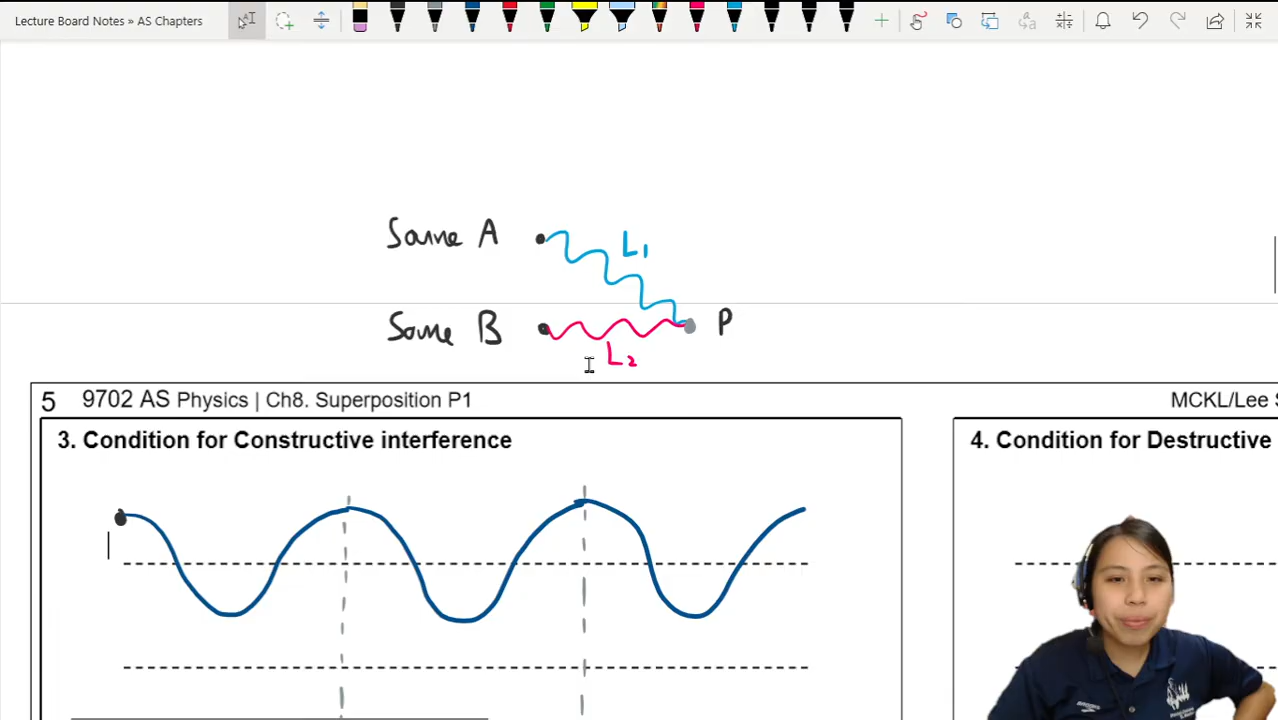 Lecture Board Notes » AS Chapters
Same A
L1
Same B
P
L2
5 9702 AS Physics | Ch8. Superposition P1
MCKL/Lee S
3. Condition for Constructive interference
4. Condition for Destructive